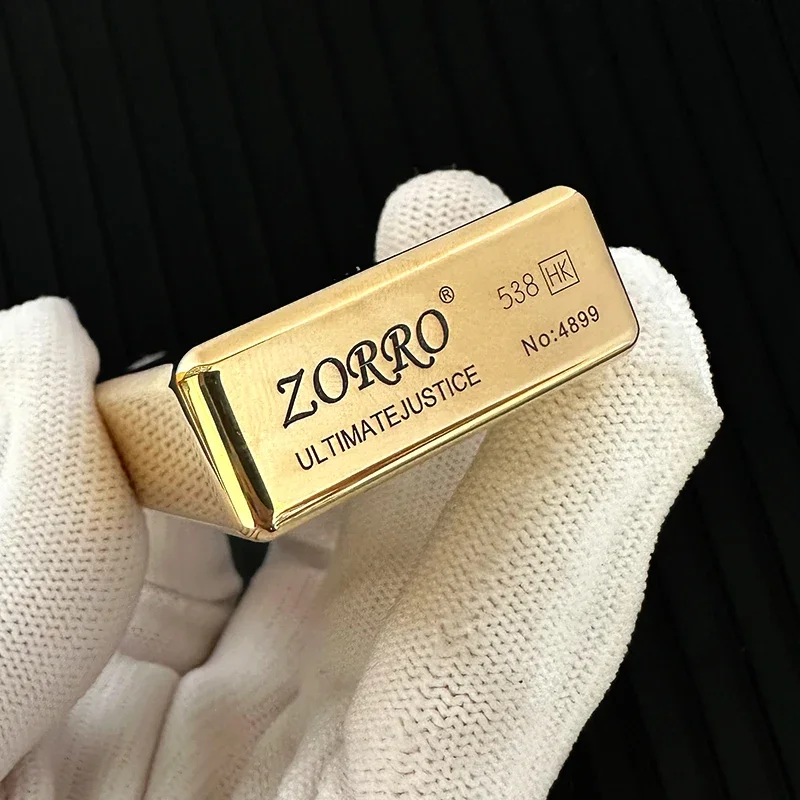 ZORRO®
ULTIMATEJUSTICE
538 HK
No:4899